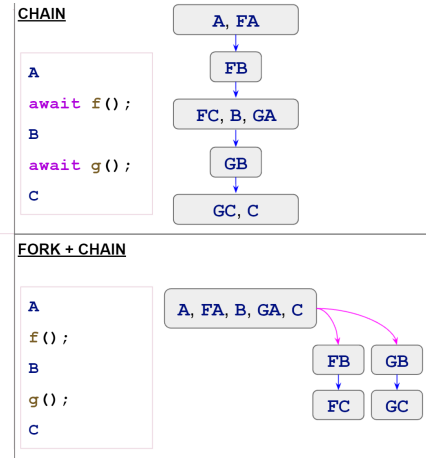 CHAIN
A
await f();
B
await g();
C
A, FA
FB
FC, B, GA
GB
GC, C
FORK + CHAIN
A
f();
B
g();
C
A, FA, B, GA, C
FB GB
FC GC